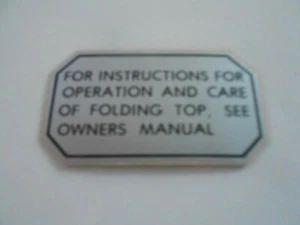 FOR INSTRUCTIONS FOR
OPERATION AND CARE
OF FOLDING TOP, SEE
OWNERS MANUAL